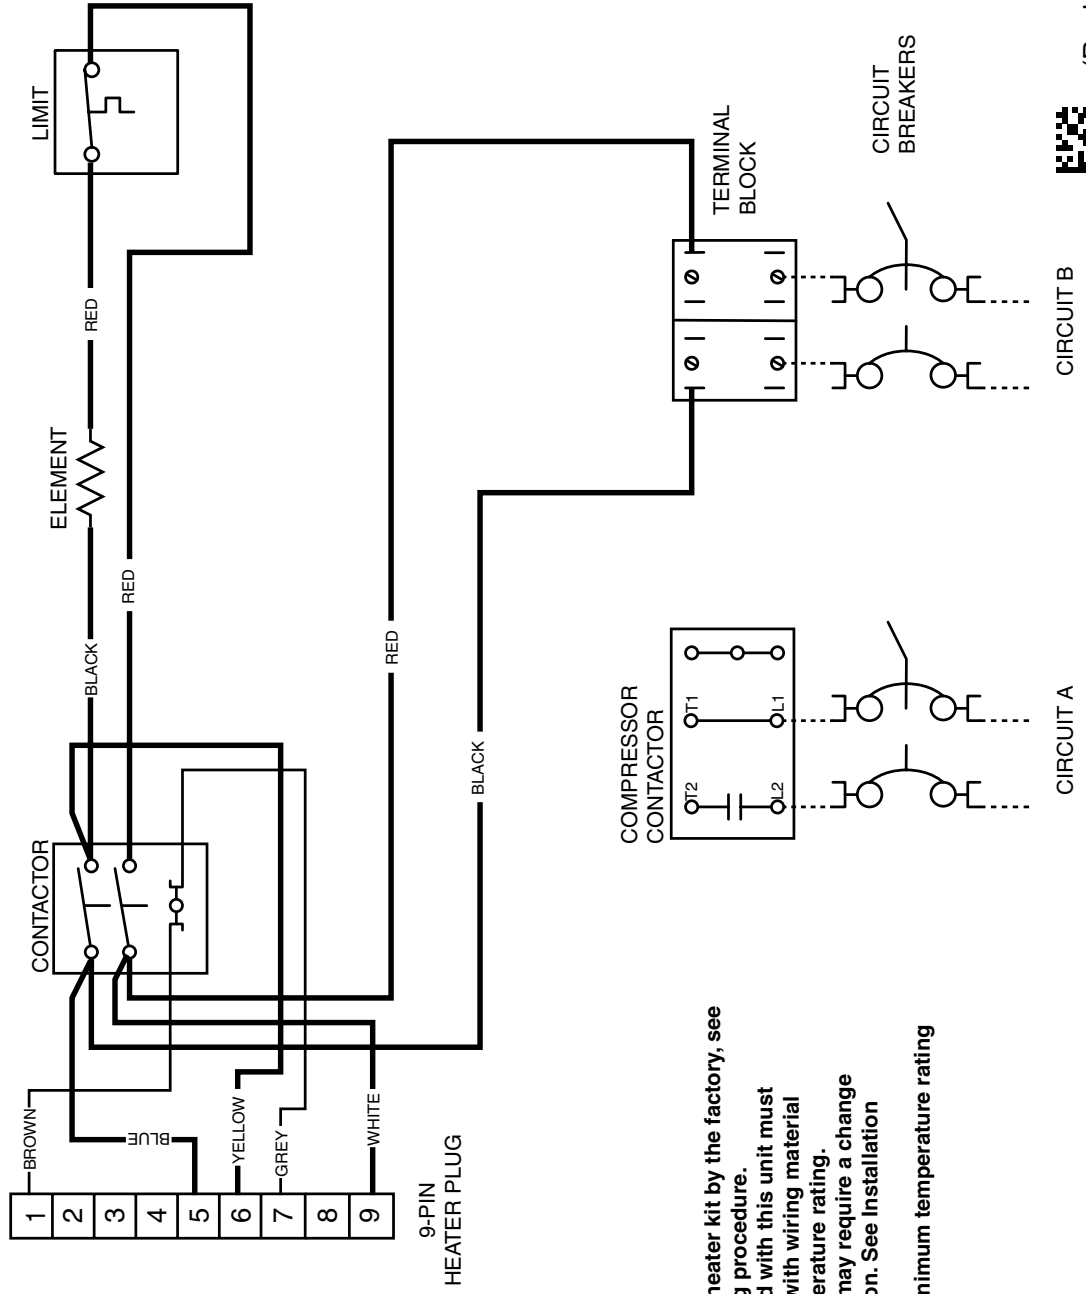 LIMIT
RED
ELEMENT
BLACK
RED
CONTACTOR
RED
BLACK
BROWN
BLUE
YELLOW
GREY
WHITE
1
2
3
4
5
6
7
8
9
9-PIN
HEATER PLUG
TERMINAL
BLOCK
CIRCUIT
BREAKERS
CIRCUIT B
COMPRESSOR
CONTACTOR
T1
T2
L1
L2
CIRCUIT A
heater kit by the factory, see
procedure.
with this unit must
with wiring material
rating.
may require a change
See Installation
temperature rating